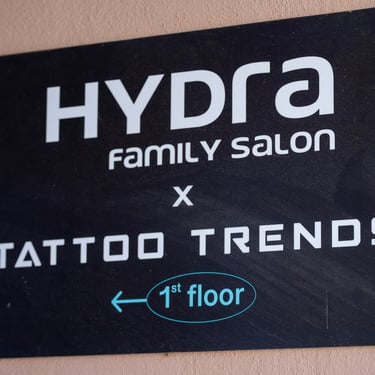 HYDra
FAMILY SALON
X
TATTOO TRENDS
1st floor